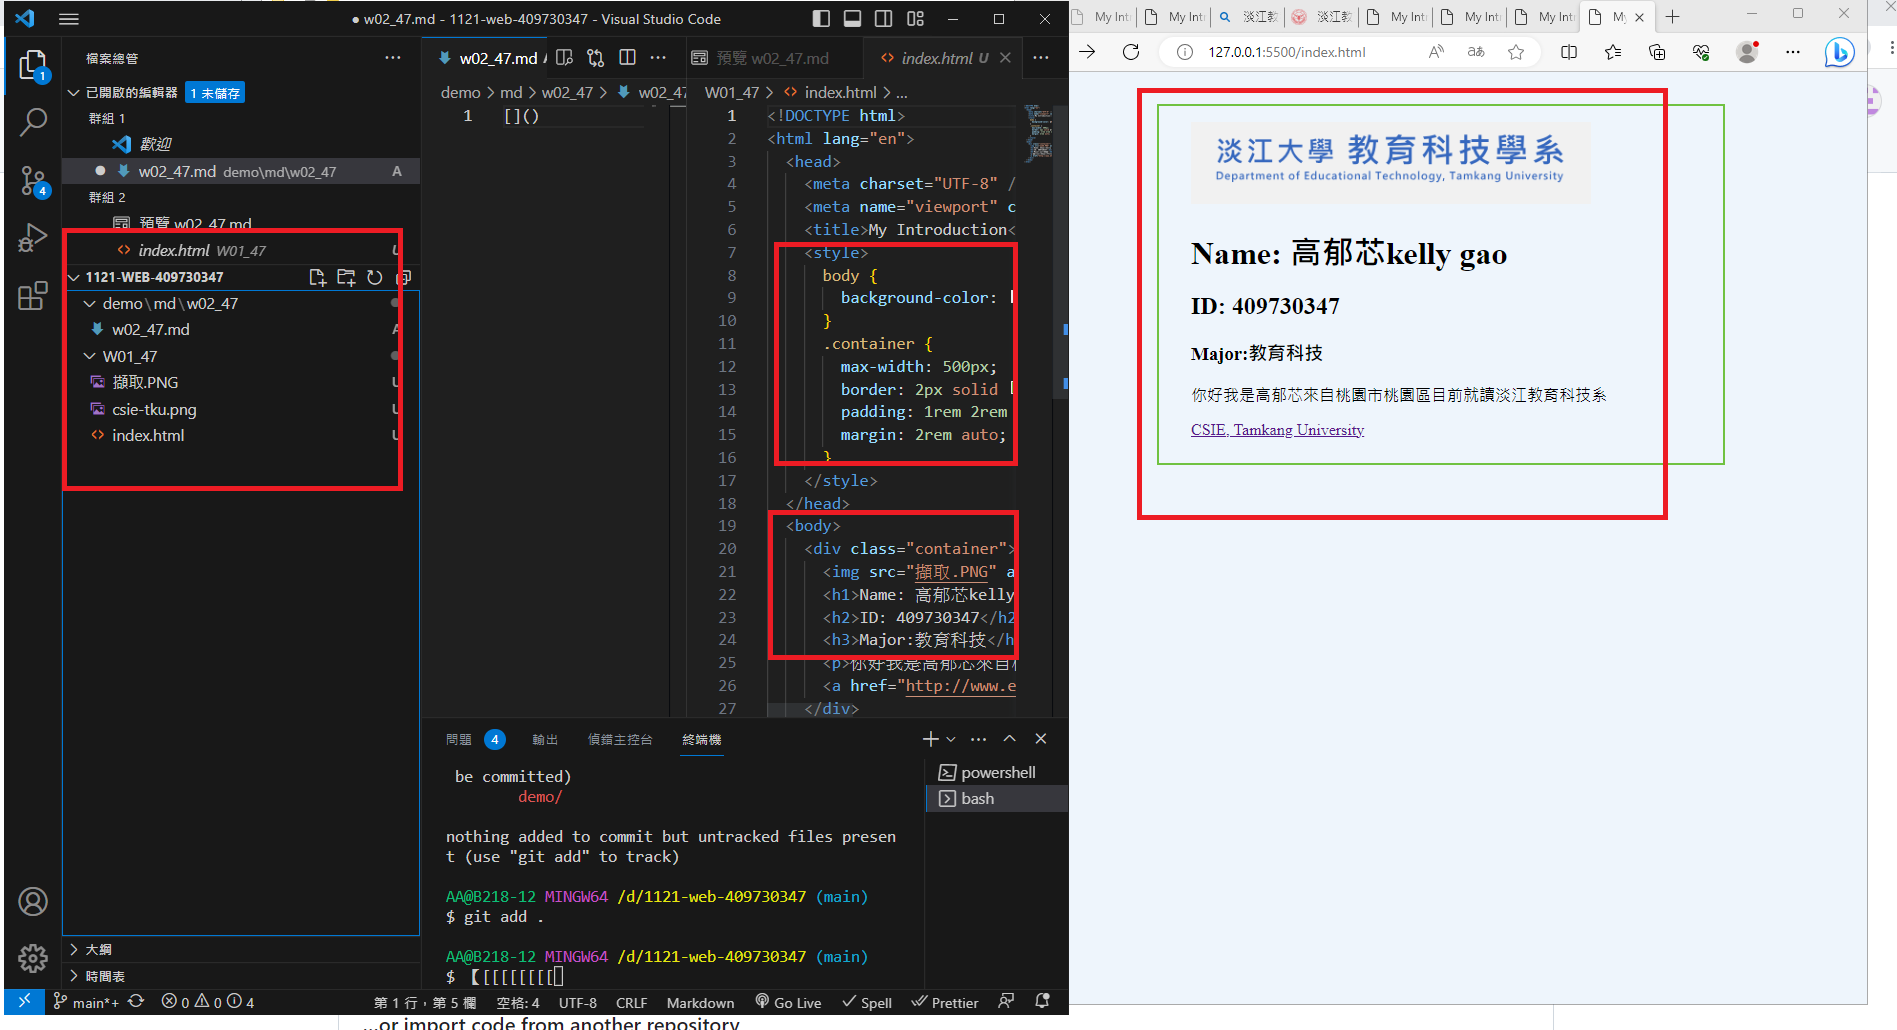 ● w02_47.md - 1121-web-409730347 - Visual Studio Code
檔案總管
已開啟的編輯器 1 未儲存
群組 1
歡迎
w02_47.md demo\md\w02_47 A
群組 2
預覽 w02_47.md
index.html W01_47 U
1121-WEB-409730347
demo\md\w02_47
w02_47.md A
W01_47
擷取.PNG U
csie-tku.png U
index.html U
大綱
時間表
w02_47.md
demo > md > w02_47 > w02_47
1 []()
預覽 w02_47.md
index.html U
W01_47 > index.html > ...
1 <!DOCTYPE html>
2 <html lang="en">
3 <head>
4 <meta charset="UTF-8" /
5 <meta name="viewport" c
6 <title>My Introduction<
7 <style>
8 body {
9 background-color:
10 }
11 .container {
12 max-width: 500px;
13 border: 2px solid
14 padding: 1rem 2rem
15 margin: 2rem auto;
16 }
17 </style>
18 </head>
19 <body>
20 <div class="container">
21 <img src="擷取.PNG" a
22 <h1>Name: 高郁芯kelly
23 <h2>ID: 409730347</h2
24 <h3>Major:教育科技</h
25 <p>你好我是高郁芯來自桃
26 <a href="http://www.e
27 </div>
問題 4 輸出 偵錯主控台 終端機
be committed)
demo/
nothing added to commit but untracked files presen
t (use "git add" to track)
AA@B218-12 MINGW64 /d/1121-web-409730347 (main)
$ git add .
AA@B218-12 MINGW64 /d/1121-web-409730347 (main)
$ 【[[[[[[[[
powershell
bash
main*+ 0 0 4 第 1 行，第 5 欄 空格: 4 UTF-8 CRLF Markdown Go Live Spell Prettier
My Int My Int 淡江教 淡江教 My Int My Int My Int My
127.0.0.1:5500/index.html
淡江大學 教育科技學系
Department of Educational Technology, Tamkang University
Name: 高郁芯kelly gao
ID: 409730347
Major:教育科技
你好我是高郁芯來自桃園市桃園區目前就讀淡江教育科技系
CSIE, Tamkang University
...or import code from another repository